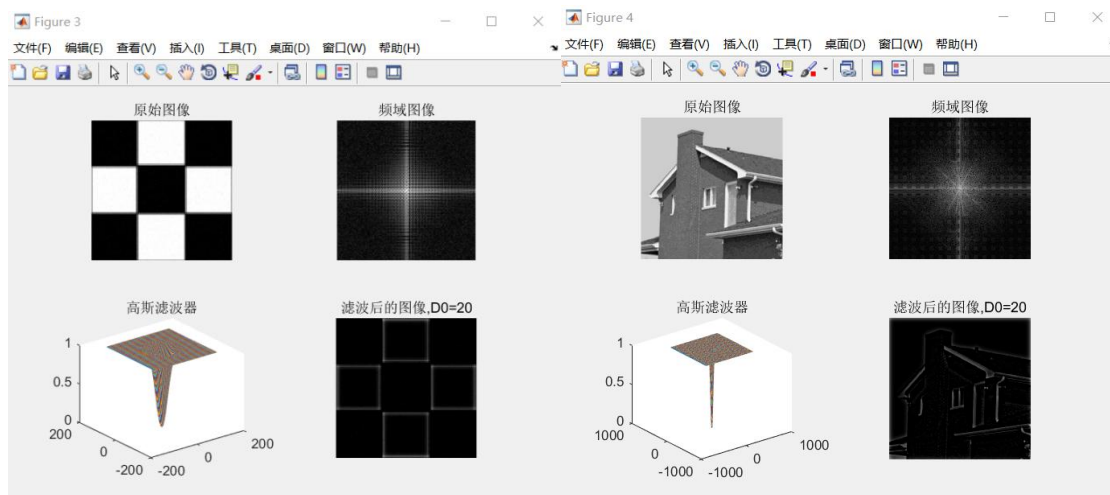 Figure 3
文件(F) 编辑(E) 查看(V) 插入(I) 工具(T) 桌面(D) 窗口(W) 帮助(H)
原始图像
频域图像
高斯滤波器
1
0.5
0
200
0
-200
-200
0
200
滤波后的图像,D0=20
Figure 4
文件(F) 编辑(E) 查看(V) 插入(I) 工具(T) 桌面(D) 窗口(W) 帮助(H)
原始图像
频域图像
高斯滤波器
1
0.5
0
1000
0
-1000
-1000
0
1000
滤波后的图像,D0=20